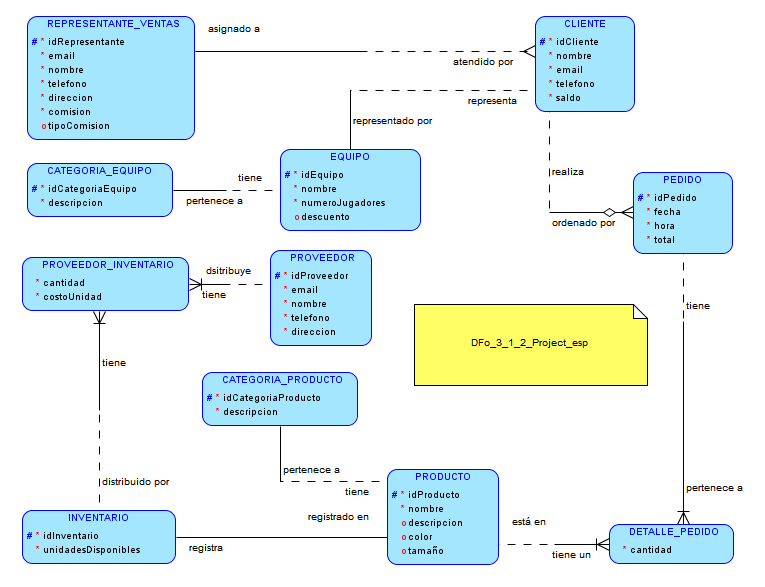 REPRESENTANTE_VENTAS
# * idRepresentante
* email
* nombre
* telefono
* direccion
* comision
o tipoComision
asignado a
atendido por
CLIENTE
# * idCliente
* nombre
* email
* telefono
* saldo
representa
representado por
CATEGORIA_EQUIPO
# * idCategoriaEquipo
* descripcion
tiene
pertenece a
EQUIPO
# * idEquipo
* nombre
* numeroJugadores
o descuento
realiza
ordenado por
PEDIDO
# * idPedido
* fecha
* hora
* total
PROVEEDOR_INVENTARIO
* cantidad
* costoUnidad
dsitribuye
tiene
PROVEEDOR
# * idProveedor
* email
* nombre
* telefono
* direccion
tiene
DFo_3_1_2_Project_esp
tiene
distribuido por
CATEGORIA_PRODUCTO
# * idCategoriaProducto
* descripcion
pertenece a
tiene
PRODUCTO
# * idProducto
* nombre
o descripcion
o color
o tamaño
pertenece a
INVENTARIO
# * idInventario
* unidadesDisponibles
registrado en
registra
está en
tiene un
DETALLE_PEDIDO
* cantidad